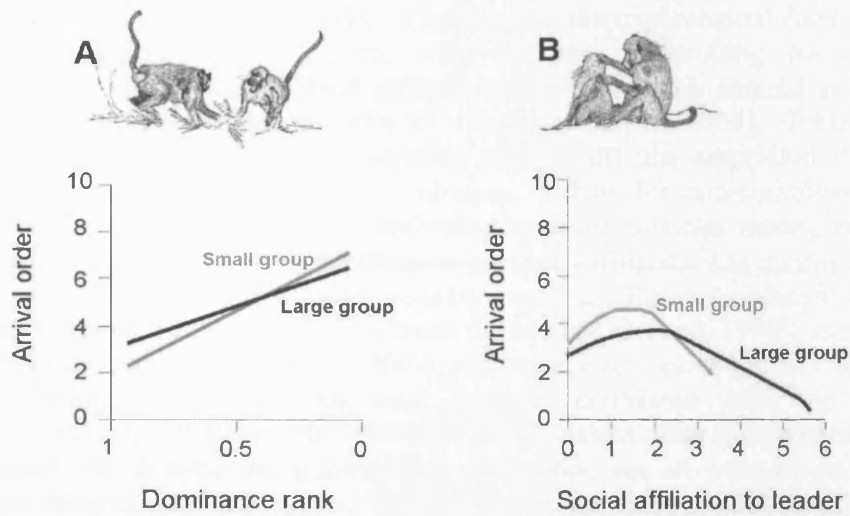 A
B
10
8
6
4
2
0
Arrival order
Small group
Large group
1
0.5
0
Dominance rank
10
8
6
4
2
0
Arrival order
Small group
Large group
0
1
2
3
4
5
6
Social affiliation to leader